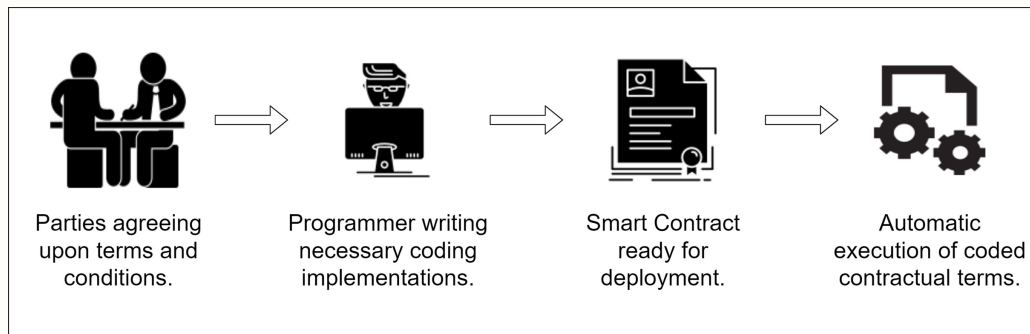 Parties agreeing
upon terms and
conditions.
Programmer writing
necessary coding
implementations.
Smart Contract
ready for
deployment.
Automatic
execution of coded
contractual terms.